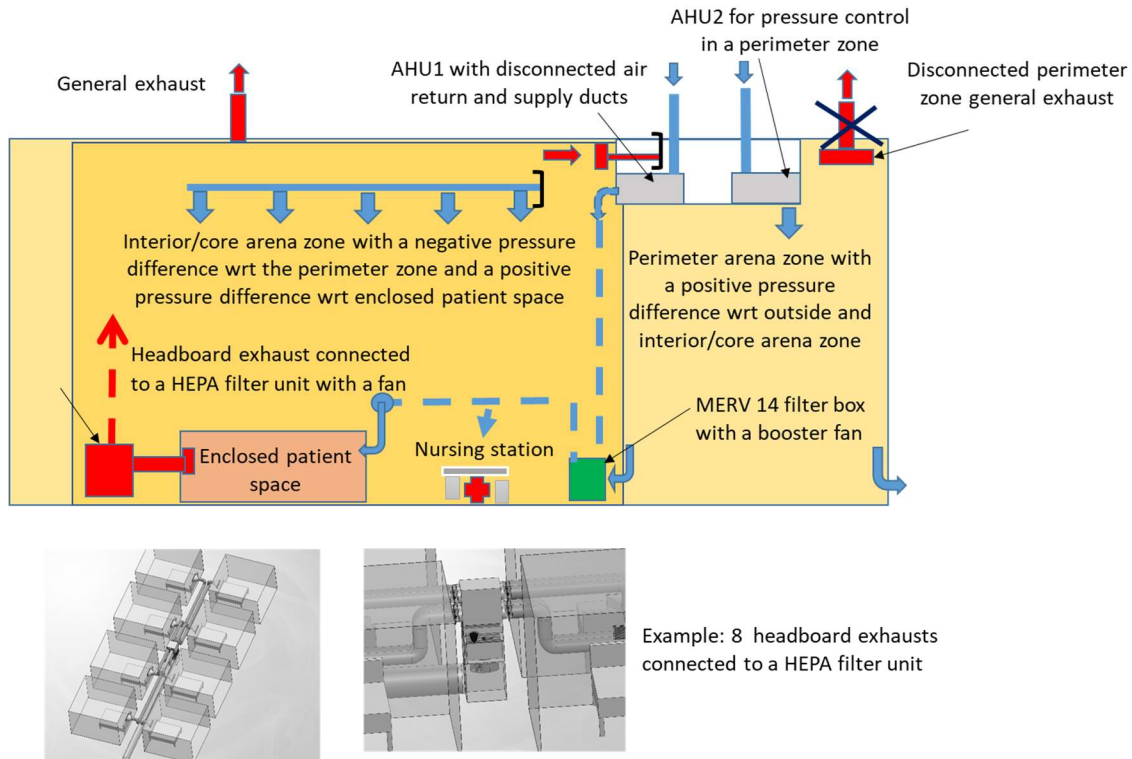 General exhaust
AHU1 with disconnected air
return and supply ducts
AHU2 for pressure control
in a perimeter zone
Disconnected perimeter
zone general exhaust
Interior/core arena zone with a negative pressure
difference wrt the perimeter zone and a positive
pressure difference wrt enclosed patient space
Perimeter arena zone with
a positive pressure
difference wrt outside and
interior/core arena zone
Headboard exhaust connected
to a HEPA filter unit with a fan
MERV 14 filter box
with a booster fan
Enclosed patient
space
Nursing station
Example: 8 headboard exhausts
connected to a HEPA filter unit